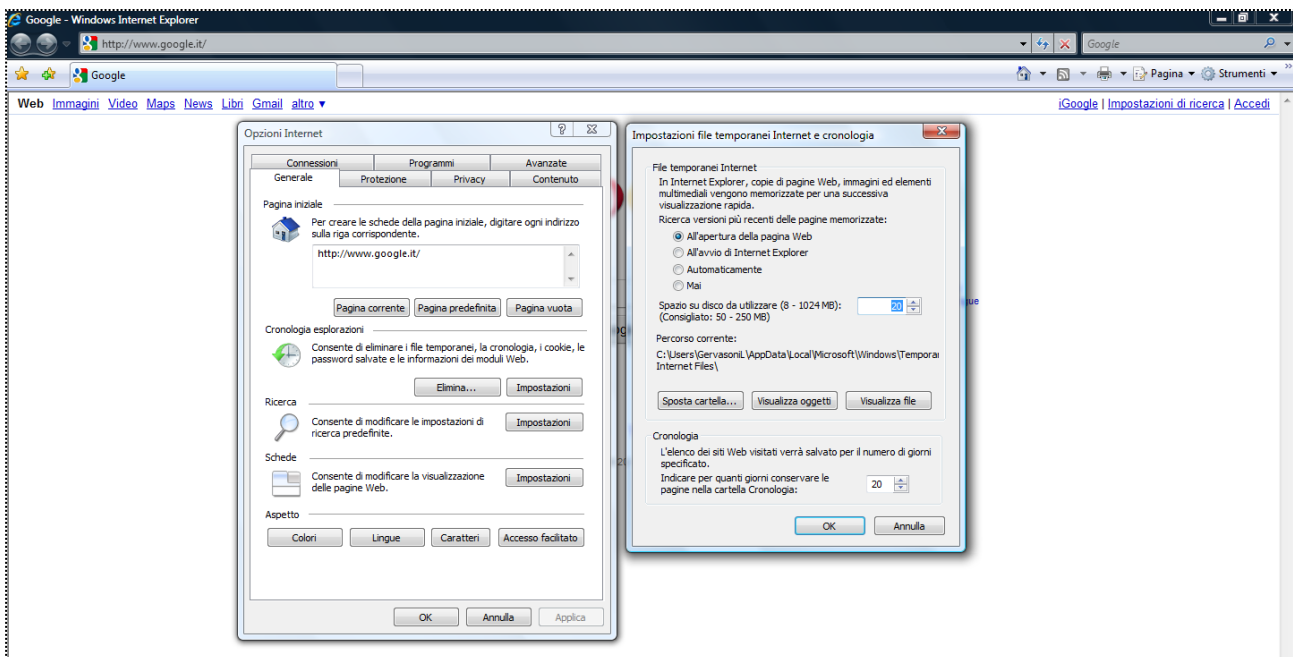 Google - Windows Internet Explorer
http://www.google.it/
Google
Google
Pagina
Strumenti
Web Immagini Video Maps News Libri Gmail altro ▼
iGoogle | Impostazioni di ricerca | Accedi
Opzioni Internet
Connessioni Programmi Avanzate
Generale Protezione Privacy Contenuto
Pagina iniziale
Per creare le schede della pagina iniziale, digitare ogni indirizzo
sulla riga corrispondente.
http://www.google.it/
Pagina corrente Pagina predefinita Pagina vuota
Cronologia esplorazioni
Consente di eliminare i file temporanei, la cronologia, i cookie, le
password salvate e le informazioni dei moduli Web.
Elimina... Impostazioni
Ricerca
Consente di modificare le impostazioni di
ricerca predefinite.
Impostazioni
Schede
Consente di modificare la visualizzazione
delle pagine Web.
Impostazioni
Aspetto
Colori Lingue Caratteri Accesso facilitato
OK Annulla Applica
Impostazioni file temporanei Internet e cronologia
File temporanei Internet
In Internet Explorer, copie di pagine Web, immagini ed elementi
multimediali vengono memorizzate per una successiva
visualizzazione rapida.
Ricerca versioni più recenti delle pagine memorizzate:
All'apertura della pagina Web
All'avvio di Internet Explorer
Automaticamente
Mai
Spazio su disco da utilizzare (8 - 1024 MB): 20
(Consigliato: 50 - 250 MB)
Percorso corrente:
C:\Users\GervasoniL\AppData\Local\Microsoft\Windows\Temporar
Internet Files\
Sposta cartella... Visualizza oggetti Visualizza file
Cronologia
L'elenco dei siti Web visitati verrà salvato per il numero di giorni
specificato.
Indicare per quanti giorni conservare le
pagine nella cartella Cronologia: 20
OK Annulla